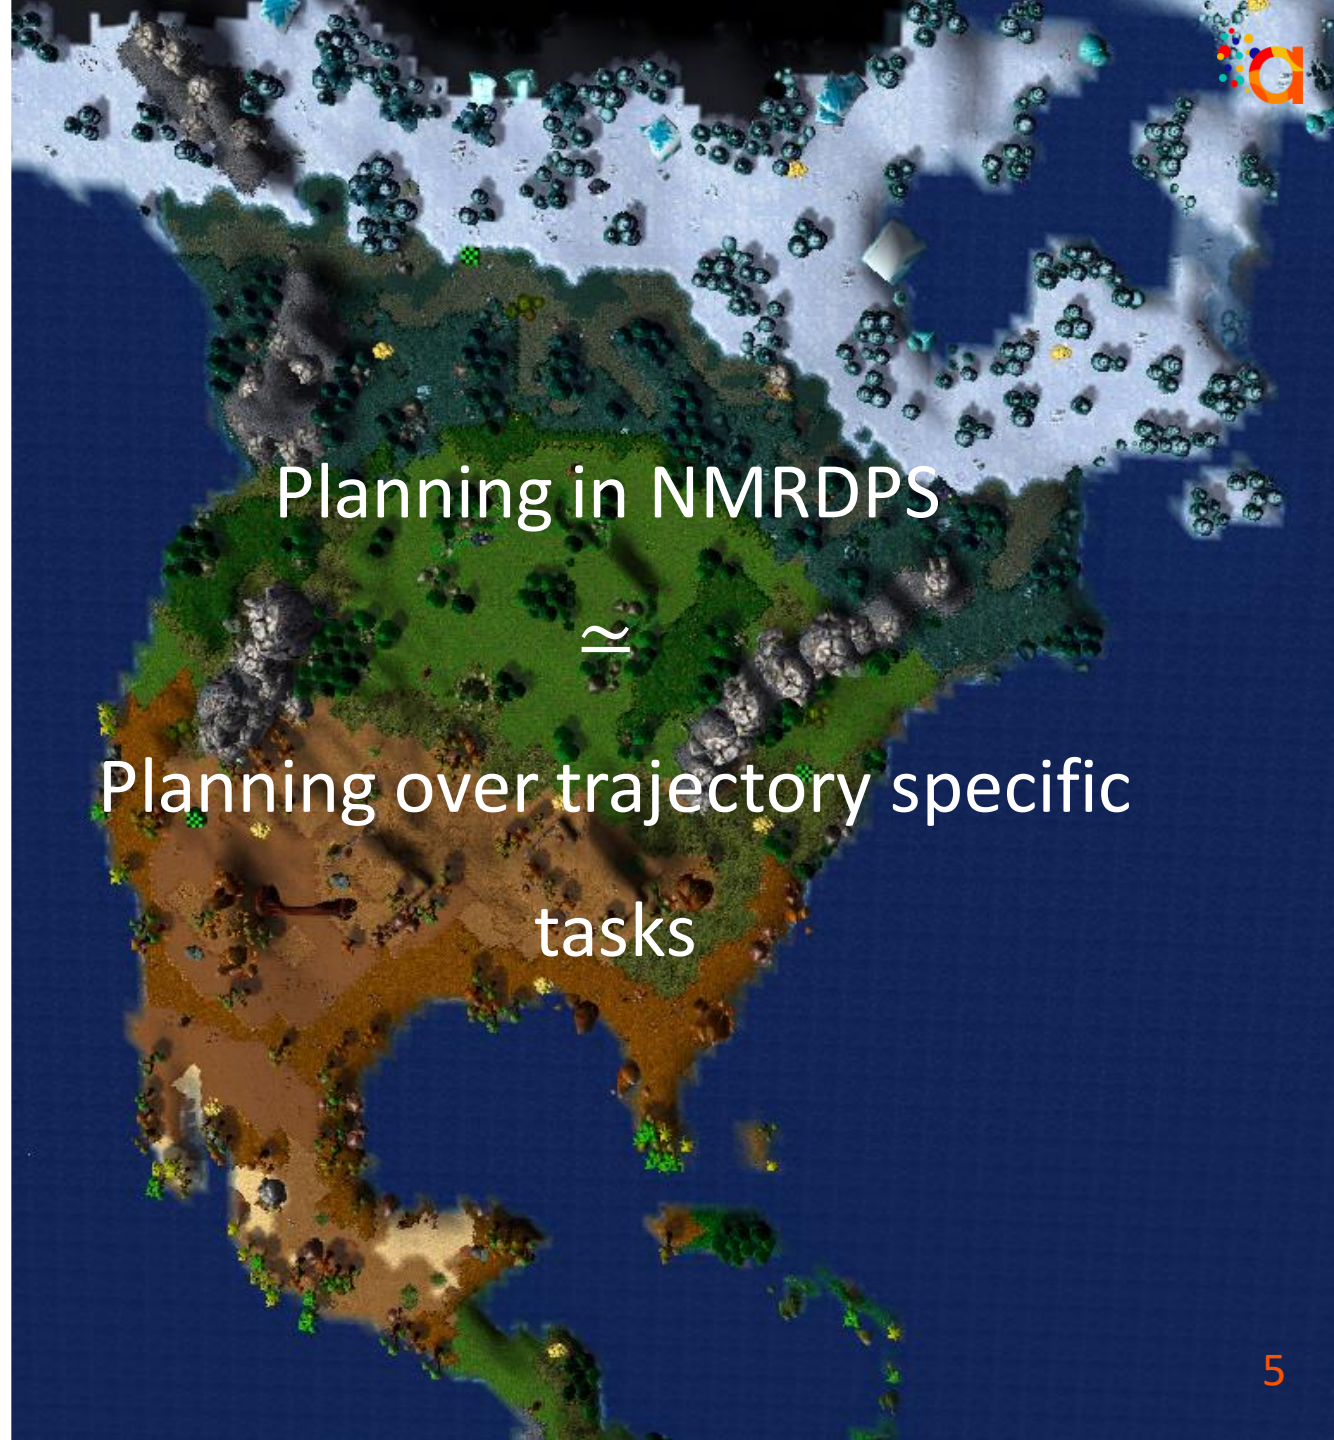 Planning in NMRDPS
≃
Planning over trajectory specific
tasks
5